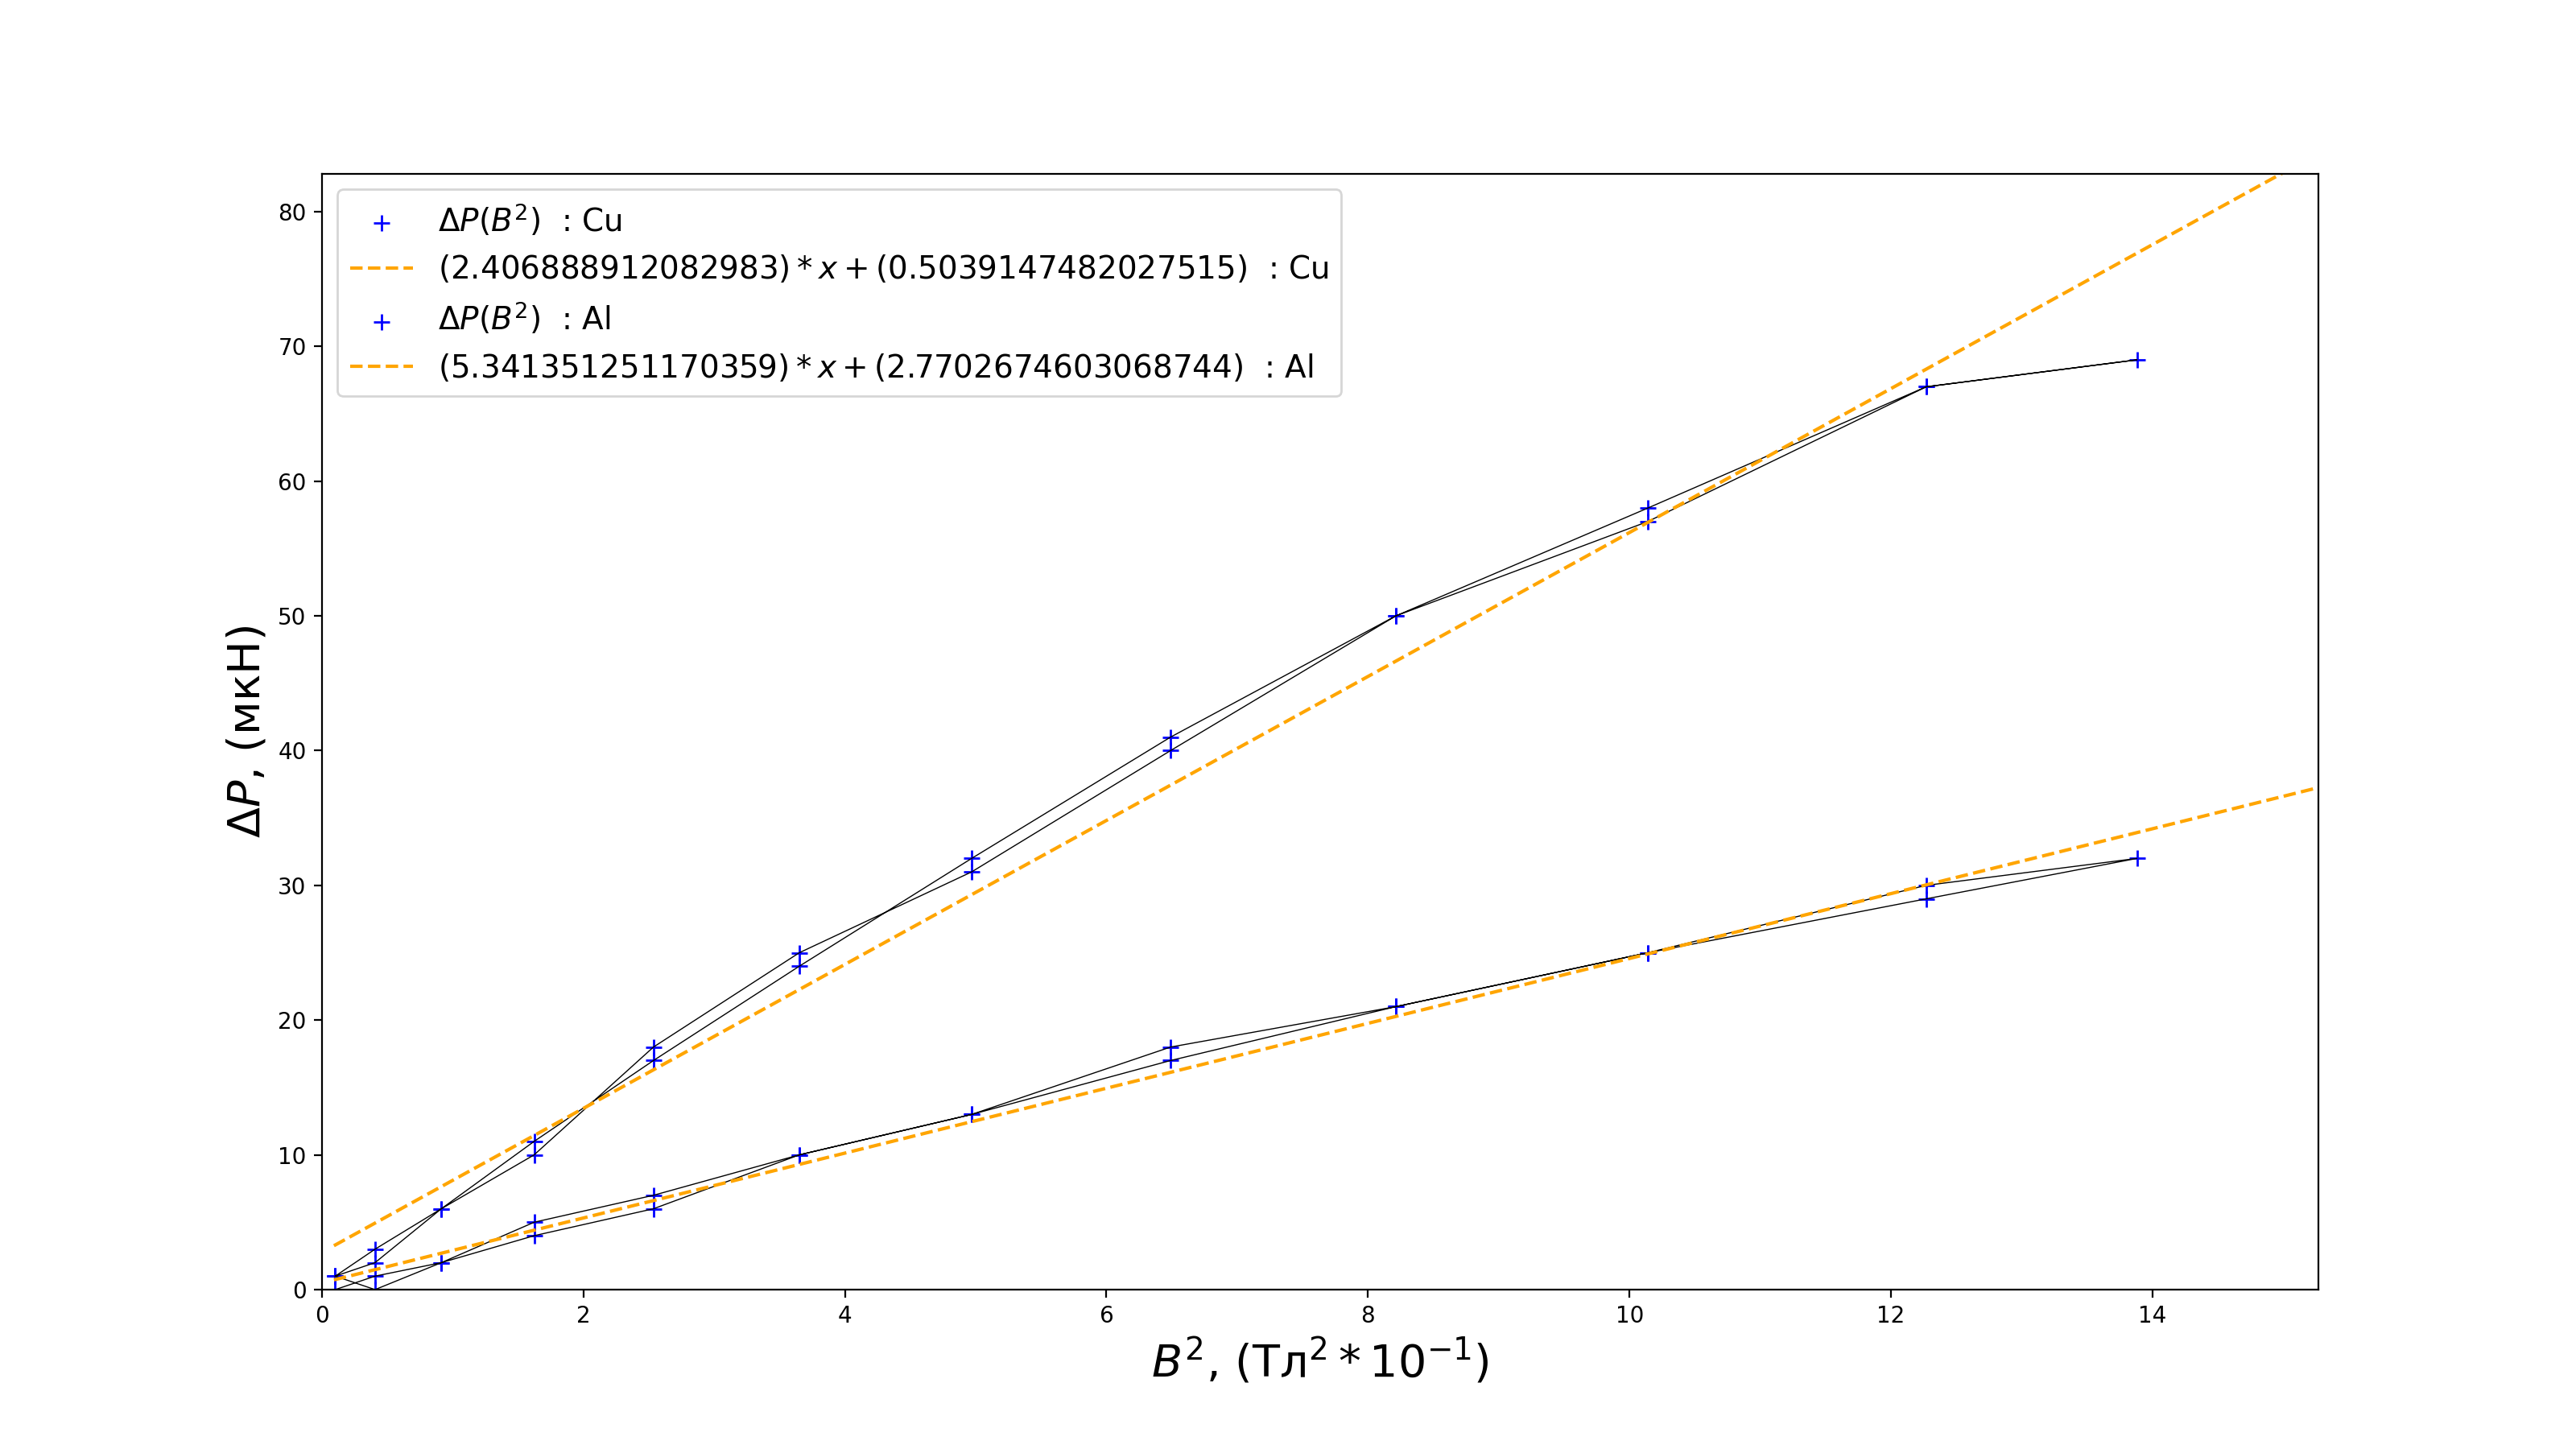 ΔP(B²) : Cu
(2.406888912082983) * x + (0.5039147482027515) : Cu
ΔP(B²) : Al
(5.341351251170359) * x + (2.7702674603068744) : Al
80
70
60
50
40
30
20
10
0
ΔP, (мкН)
0 2 4 6 8 10 12 14
B², (Тл² * 10⁻¹)